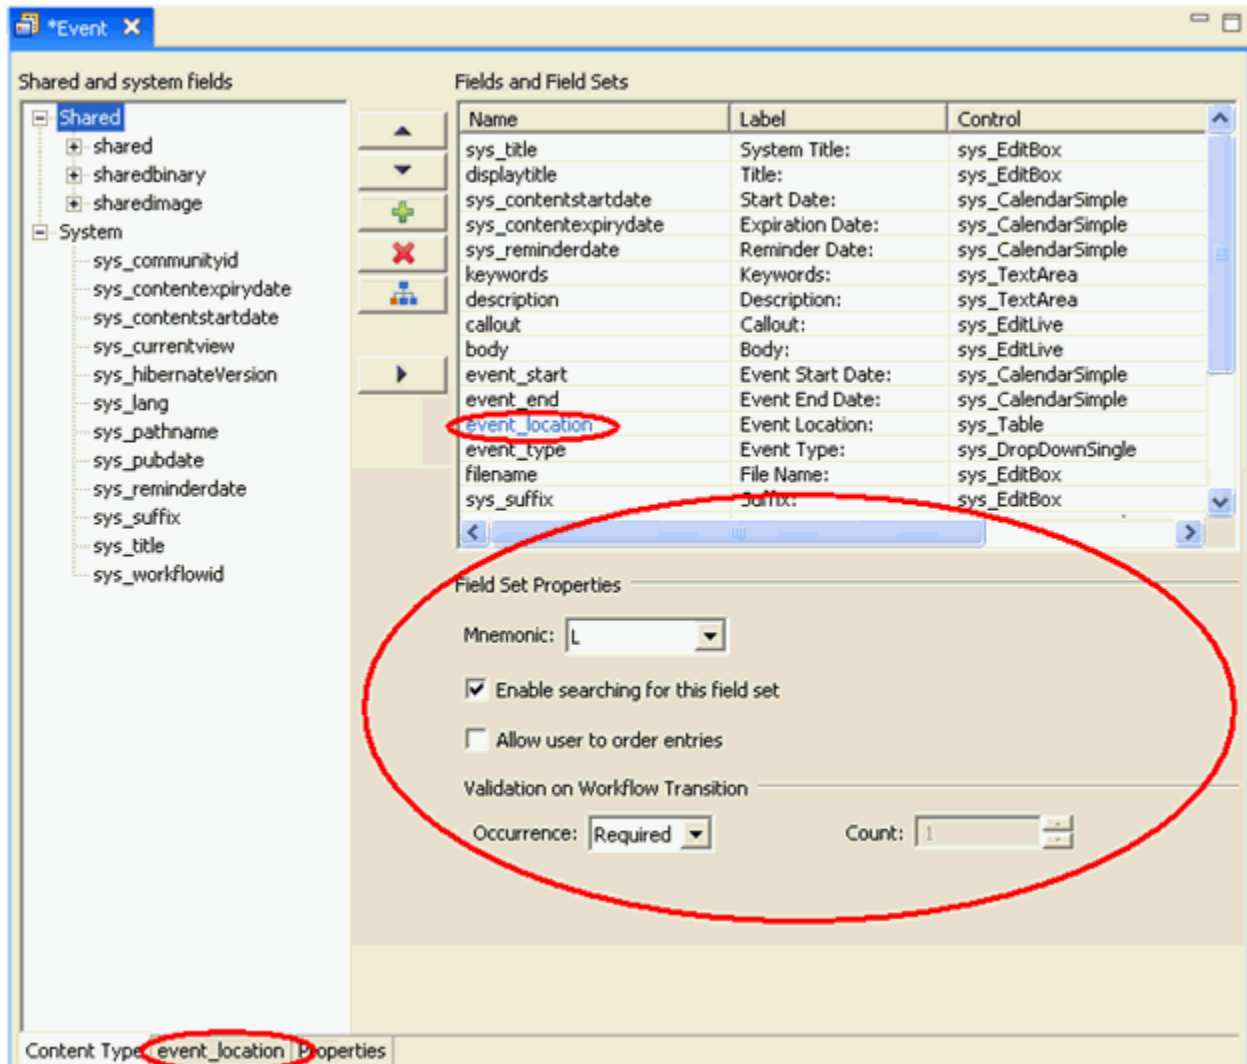 *Event
Shared and system fields
Shared
shared
sharedbinary
sharedimage
System
sys_communityid
sys_contentexpirydate
sys_contentstartdate
sys_currentview
sys_hibernateVersion
sys_lang
sys_pathname
sys_pubdate
sys_reminderdate
sys_suffix
sys_title
sys_workflowid
Fields and Field Sets
Name Label Control
sys_title System Title: sys_EditBox
displaytitle Title: sys_EditBox
sys_contentstartdate Start Date: sys_CalendarSimple
sys_contentexpirydate Expiration Date: sys_CalendarSimple
sys_reminderdate Reminder Date: sys_CalendarSimple
keywords Keywords: sys_TextArea
description Description: sys_TextArea
callout Callout: sys_EditLive
body Body: sys_EditLive
event_start Event Start Date: sys_CalendarSimple
event_end Event End Date: sys_CalendarSimple
event_location Event Location: sys_Table
event_type Event Type: sys_DropDownSingle
filename File Name: sys_EditBox
sys_suffix Suffix: sys_EditBox
Field Set Properties
Mnemonic: L
Enable searching for this field set
Allow user to order entries
Validation on Workflow Transition
Occurrence: Required Count: 1
Content Type event_location Properties